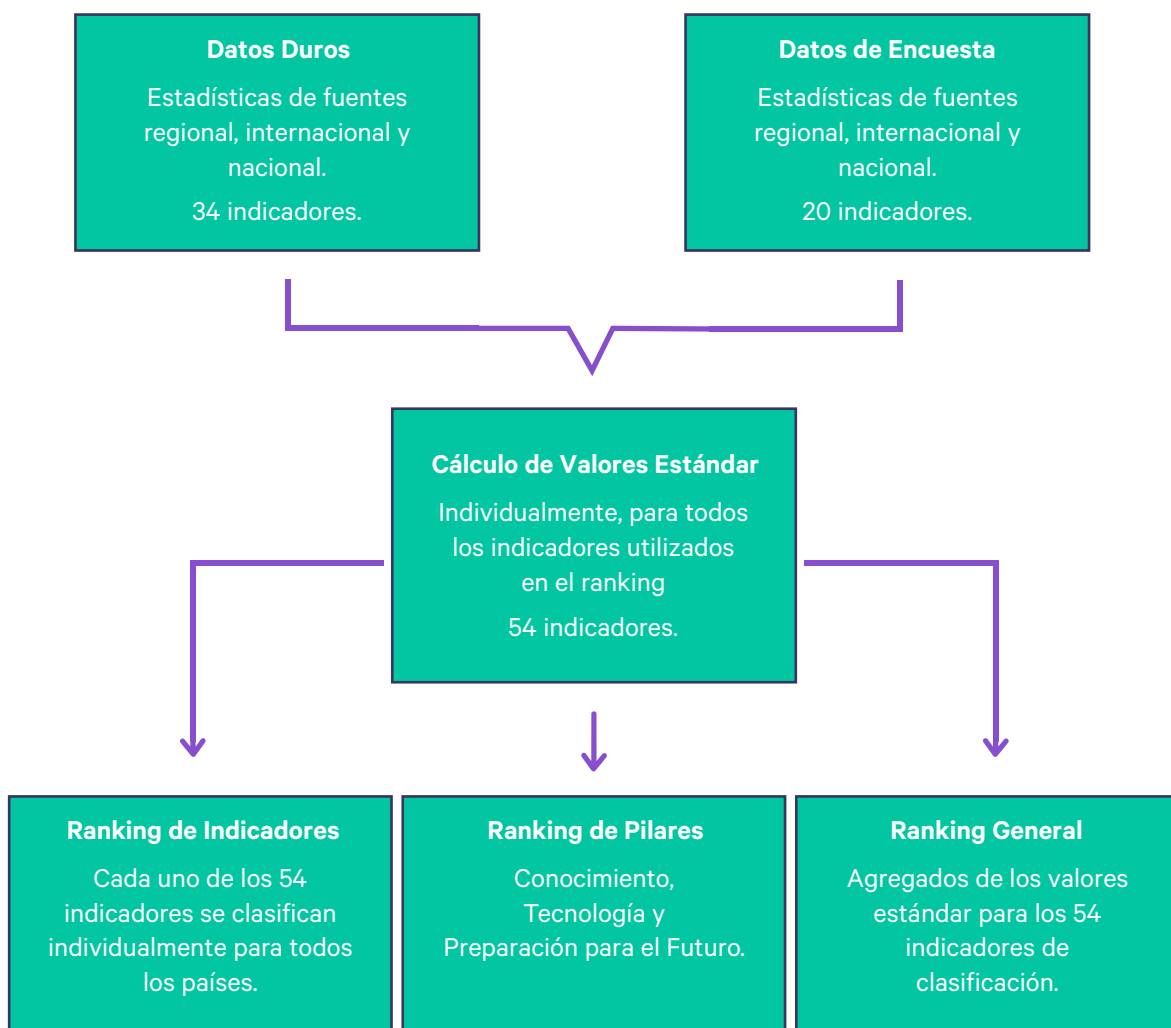 Datos Duros
Estadísticas de fuentes
regional, internacional y
nacional.
34 indicadores.
Datos de Encuesta
Estadísticas de fuentes
regional, internacional y
nacional.
20 indicadores.
Cálculo de Valores Estándar
Individualmente, para todos
los indicadores utilizados
en el ranking
54 indicadores.
Ranking de Indicadores
Cada uno de los 54
indicadores se clasifican
individualmente para todos
los países.
Ranking de Pilares
Conocimiento,
Tecnología y
Preparación para el Futuro.
Ranking General
Agregados de los valores
estándar para los 54
indicadores de
clasificación.